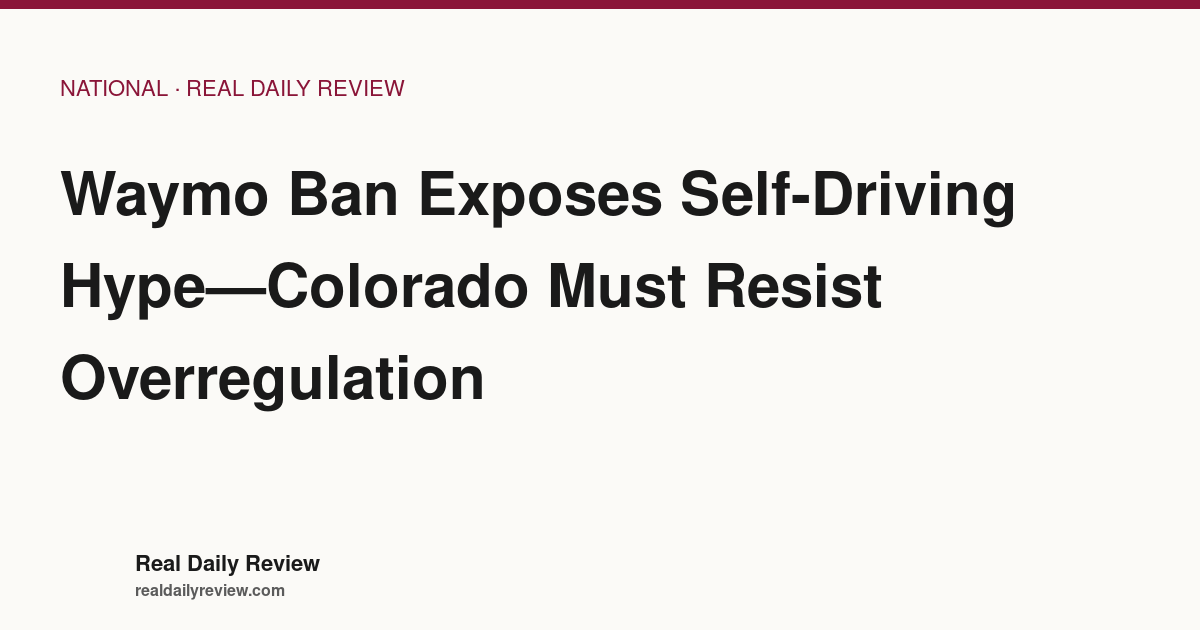 NATIONAL · REAL DAILY REVIEW
Waymo Ban Exposes Self-Driving
Hype—Colorado Must Resist
Overregulation
Real Daily Review
realdailyreview.com